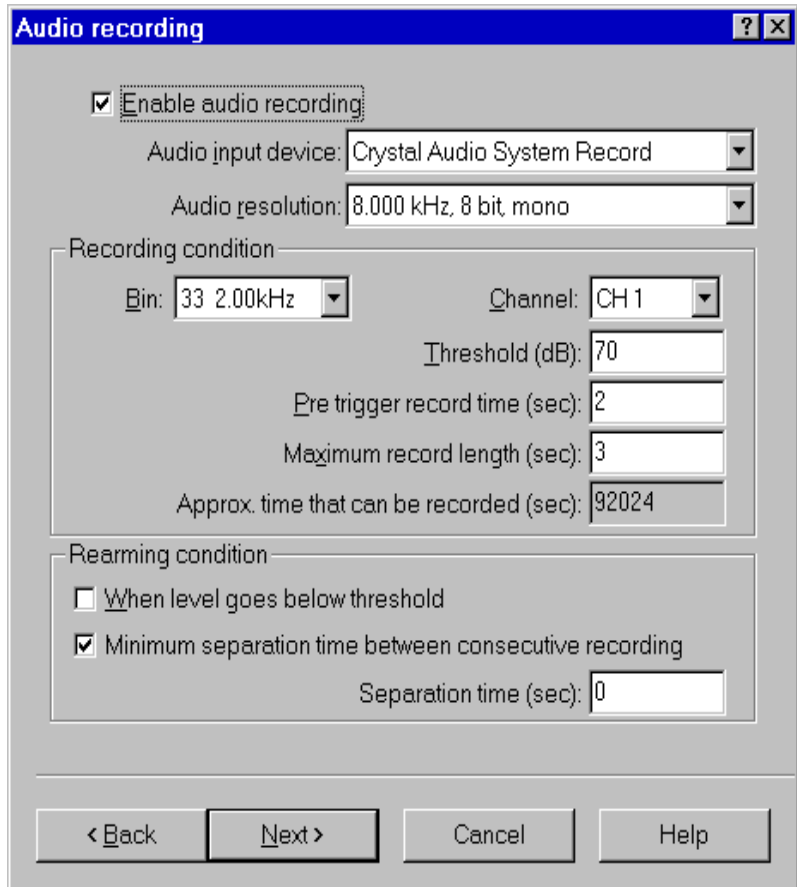 Audio recording
Enable audio recording
Audio input device: Crystal Audio System Record
Audio resolution: 8.000 kHz, 8 bit, mono
Recording condition
Bin: 33 2.00kHz Channel: CH 1
Threshold (dB): 70
Pre trigger record time (sec): 2
Maximum record length (sec): 3
Approx. time that can be recorded (sec): 92024
Rearming condition
When level goes below threshold
Minimum separation time between consecutive recording
Separation time (sec): 0
< Back Next > Cancel Help